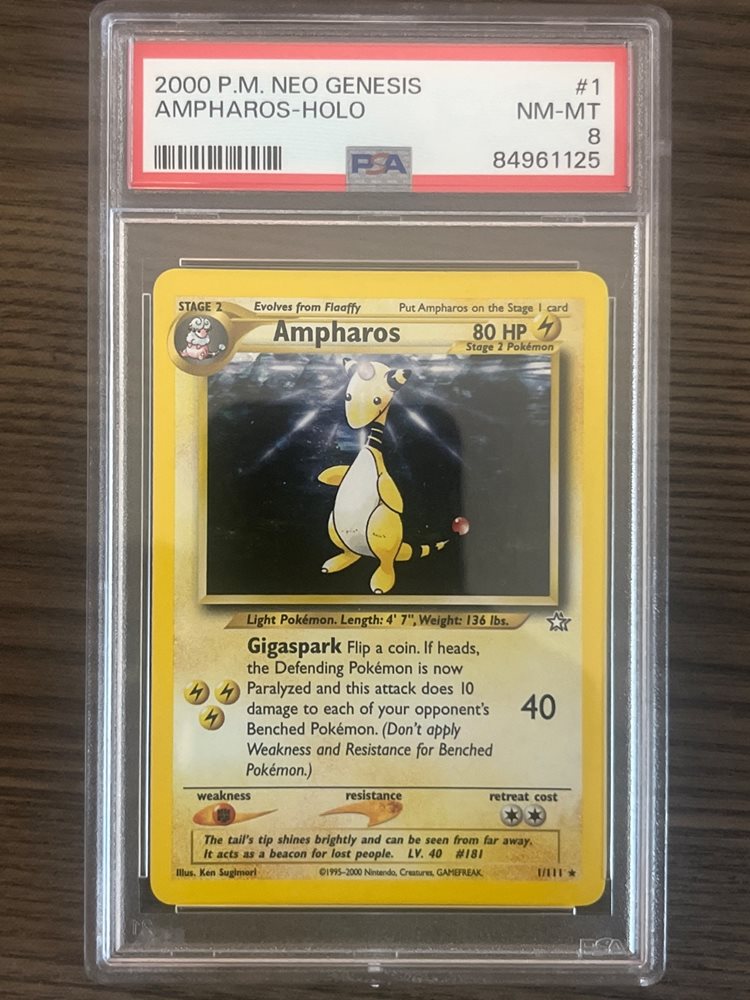 2000 P.M. NEO GENESIS #1
AMPHAROS-HOLO NM-MT
8
PSA 84961125
STAGE 2 Evolves from Flaaffy Put Ampharos on the Stage 1 card
Ampharos 80 HP
Stage 2 Pokémon
Light Pokémon. Length: 4' 7", Weight: 136 lbs.
Gigaspark Flip a coin. If heads,
the Defending Pokémon is now
Paralyzed and this attack does 10
damage to each of your opponent's 40
Benched Pokémon. (Don't apply
Weakness and Resistance for Benched
Pokémon.)
weakness resistance retreat cost
The tail's tip shines brightly and can be seen from far away.
It acts as a beacon for lost people. LV. 40 #181
Illus. Ken Sugimori ©1995-2000 Nintendo, Creatures, GAMEFREAK. 1/111 ★
PSA